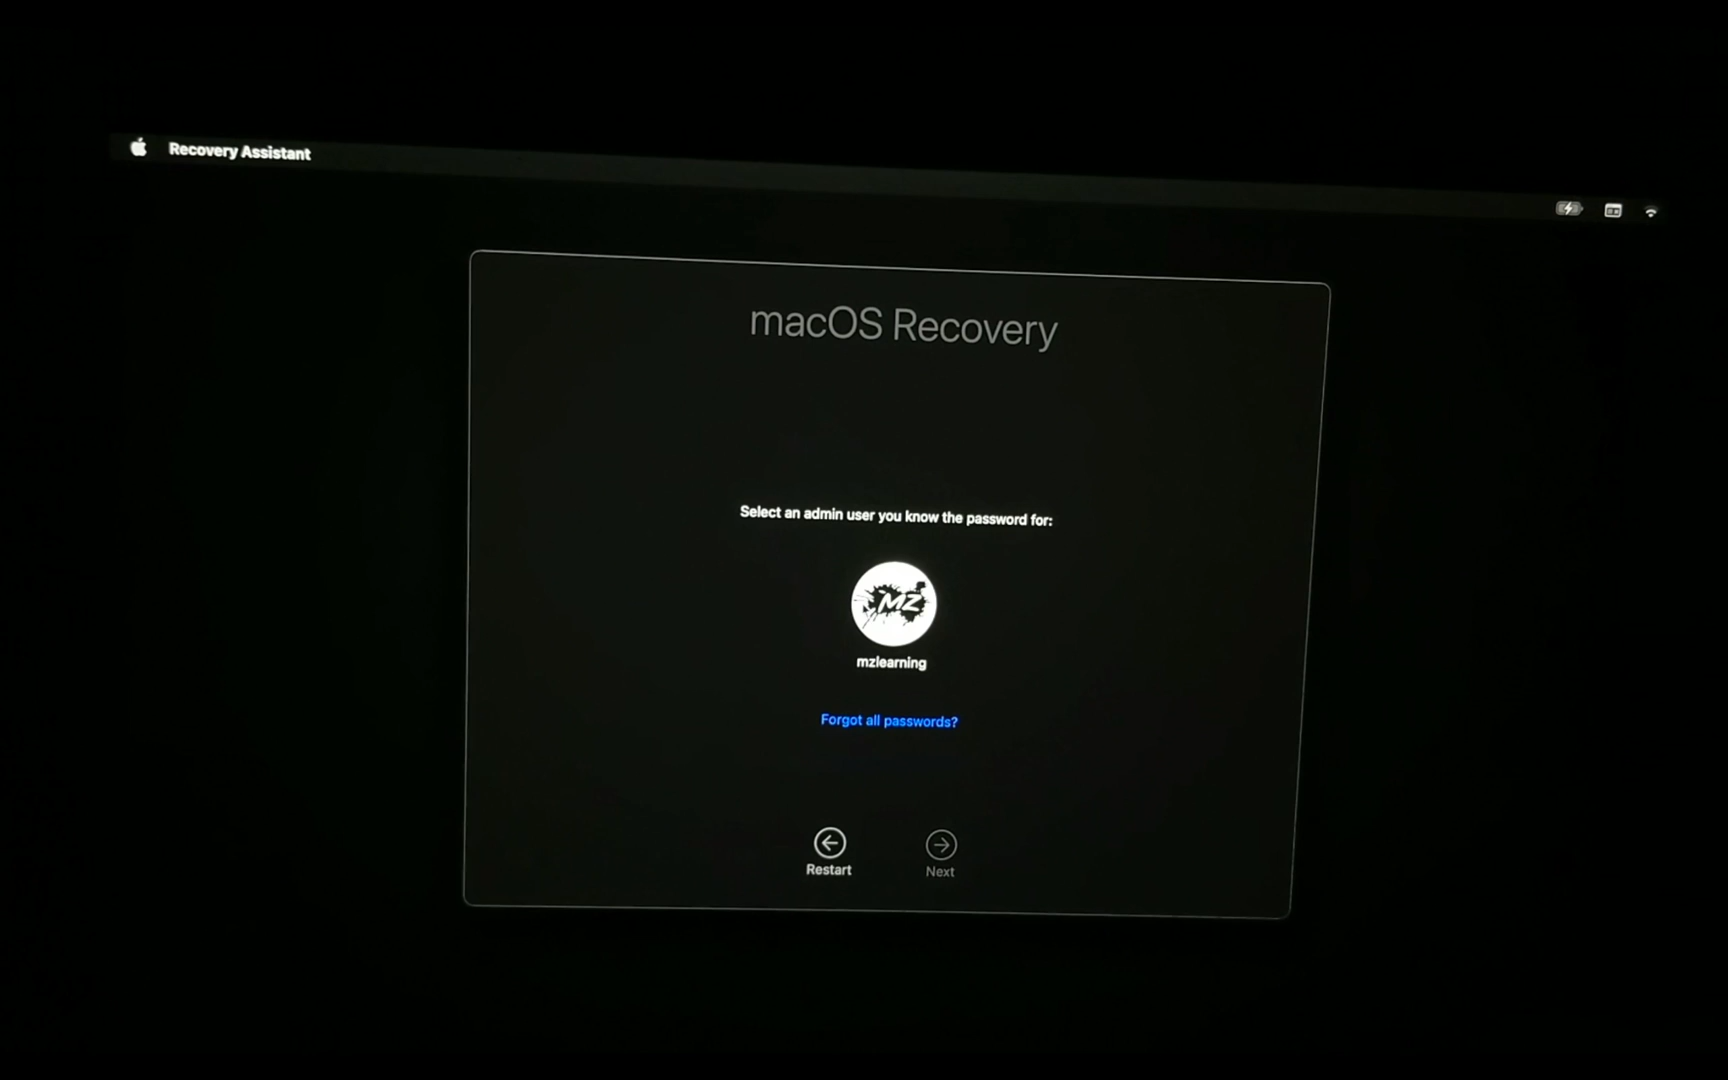 Recovery Assistant
macOS Recovery
Select an admin user you know the password for:
MZ
mzlearning
Forgot all passwords?
Restart
Next